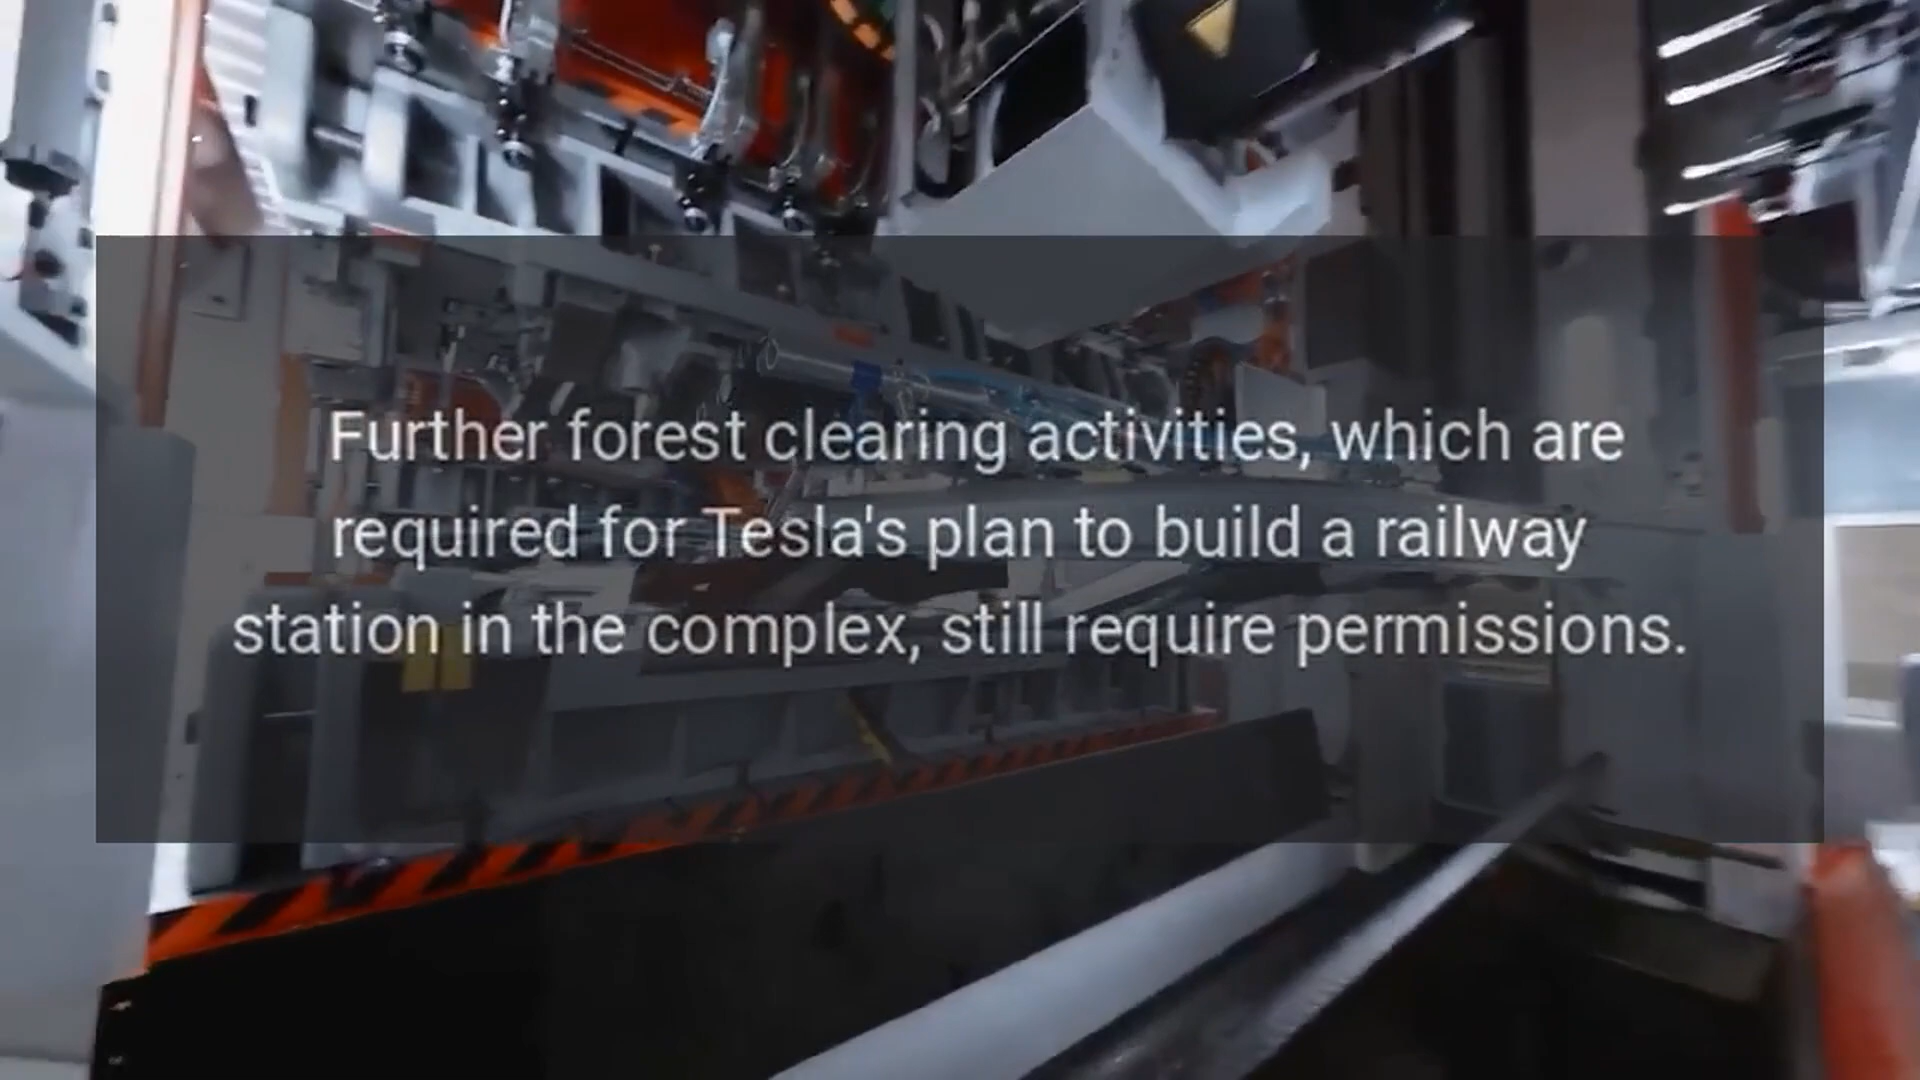 Further forest clearing activities, which are
required for Tesla's plan to build a railway
station in the complex, still require permissions.